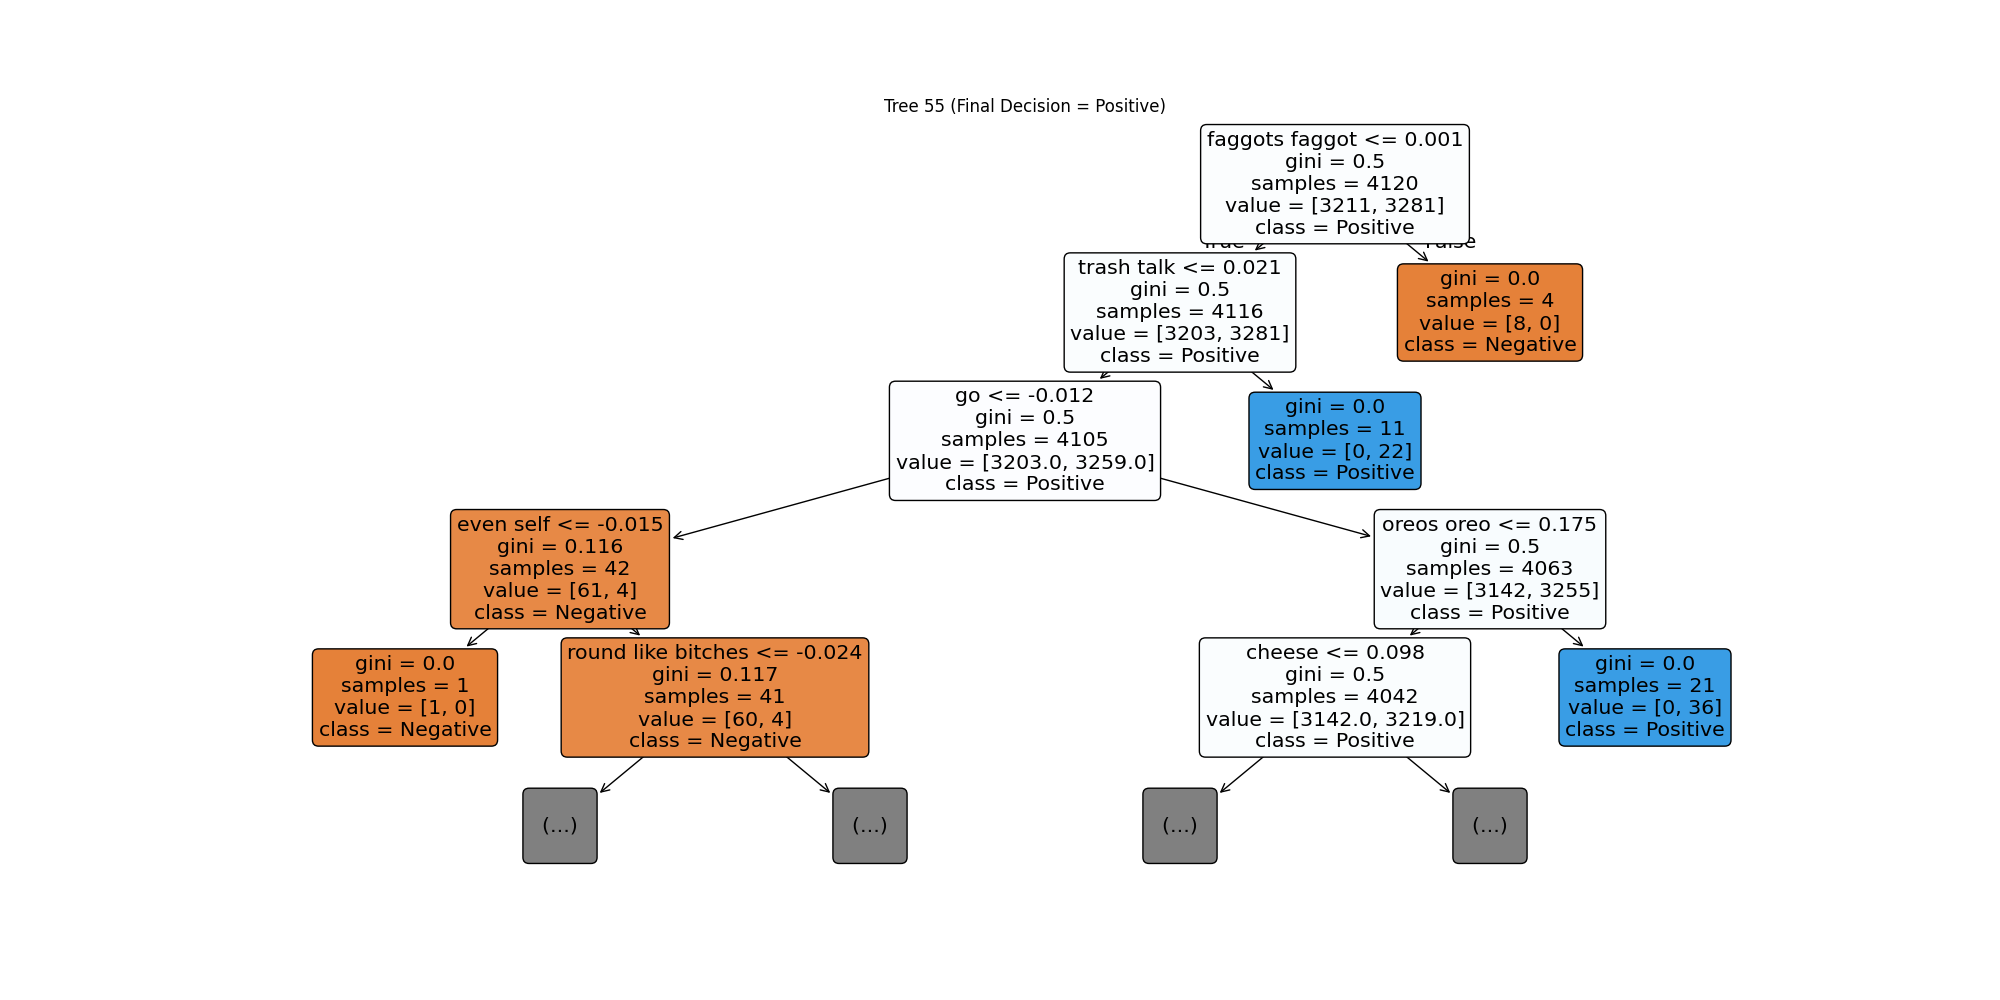 Tree 55 (Final Decision = Positive)
faggots faggot <= 0.001
gini = 0.5
samples = 4120
value = [3211, 3281]
class = Positive
True
False
trash talk <= 0.021
gini = 0.5
samples = 4116
value = [3203, 3281]
class = Positive
gini = 0.0
samples = 4
value = [8, 0]
class = Negative
go <= -0.012
gini = 0.5
samples = 4105
value = [3203.0, 3259.0]
class = Positive
gini = 0.0
samples = 11
value = [0, 22]
class = Positive
even self <= -0.015
gini = 0.116
samples = 42
value = [61, 4]
class = Negative
oreos oreo <= 0.175
gini = 0.5
samples = 4063
value = [3142, 3255]
class = Positive
gini = 0.0
samples = 1
value = [1, 0]
class = Negative
round like bitches <= -0.024
gini = 0.117
samples = 41
value = [60, 4]
class = Negative
cheese <= 0.098
gini = 0.5
samples = 4042
value = [3142.0, 3219.0]
class = Positive
gini = 0.0
samples = 21
value = [0, 36]
class = Positive
(...)
(...)
(...)
(...)